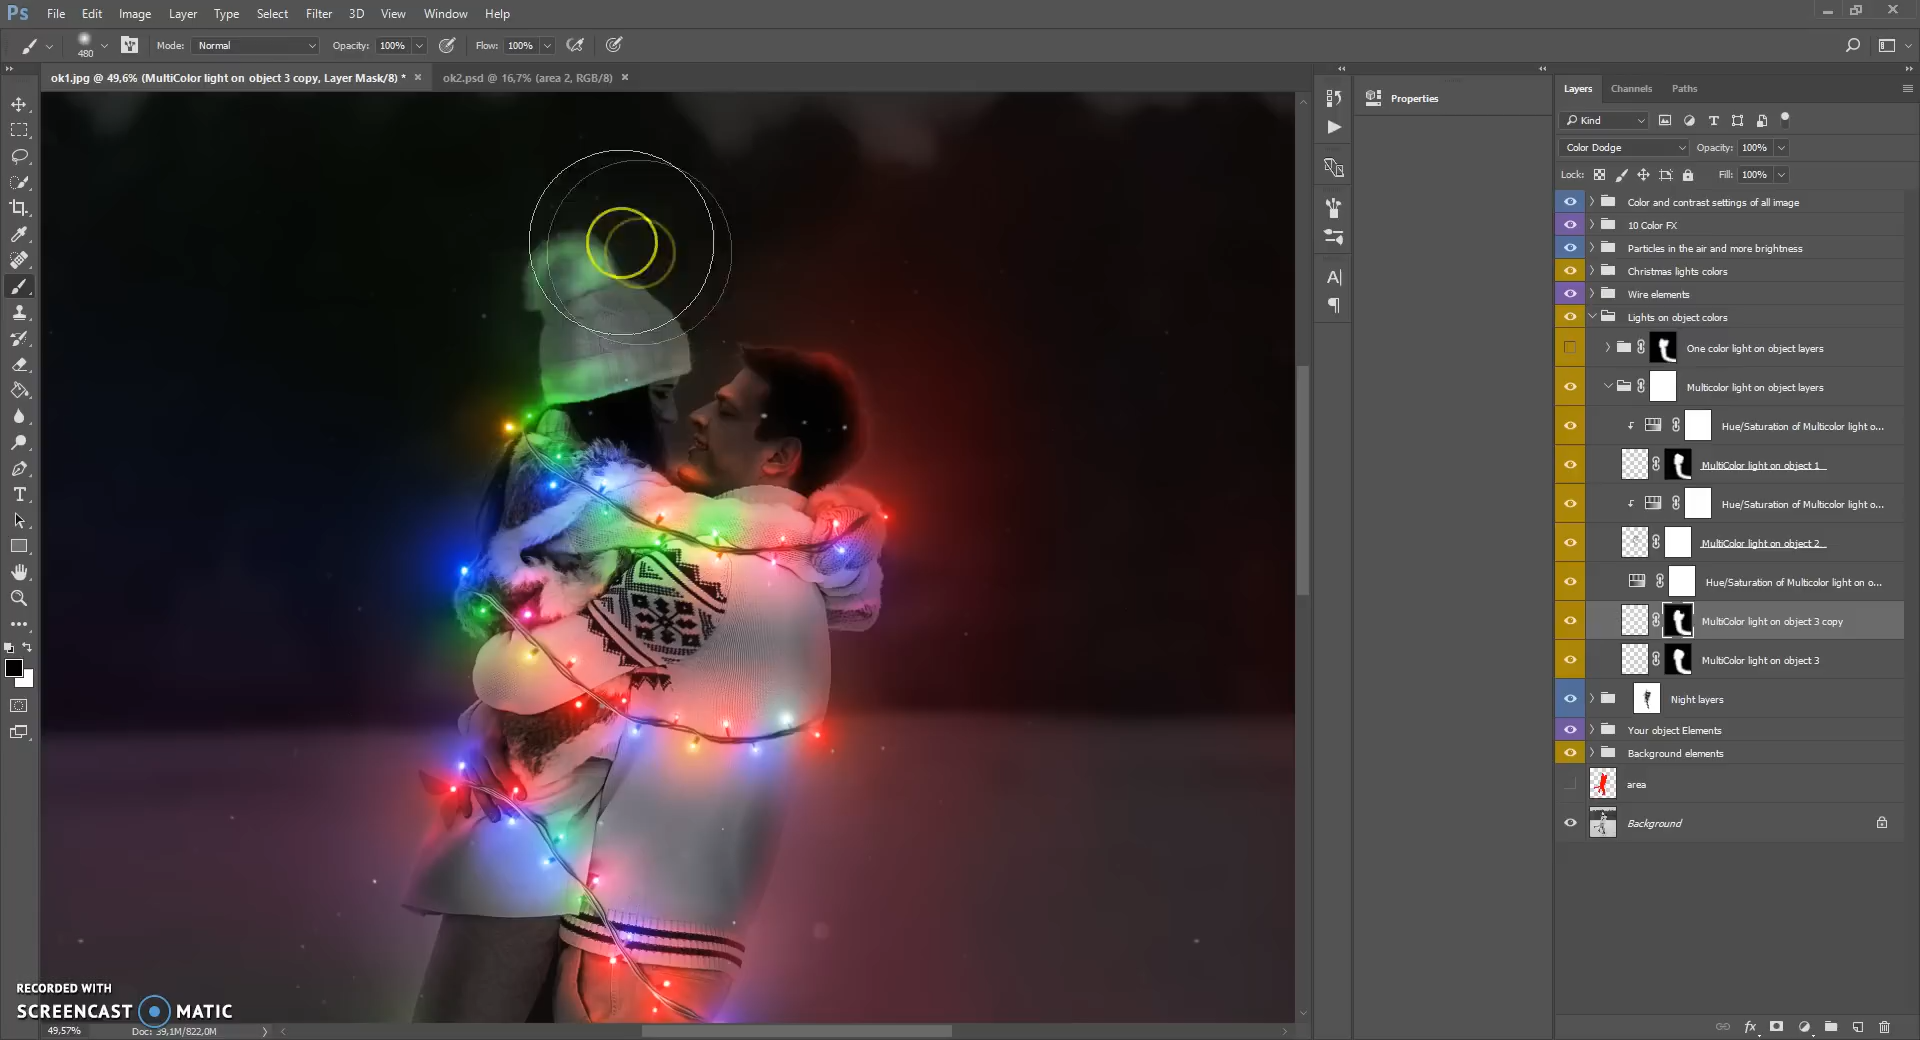 Ps File Edit Image Layer Type Select Filter 3D View Window Help
480 Mode: Normal Opacity: 100% Flow: 100%
ok1.jpg @ 49,6% (MultiColor light on object 3 copy, Layer Mask/8) * × ok2.psd @ 16,7% (area 2, RGB/8) ×
Properties
Layers Channels Paths
Kind
Color Dodge Opacity: 100%
Lock: Fill: 100%
Color and contrast settings of all image
10 Color FX
Particles in the air and more brightness
Christmas lights colors
Wire elements
Lights on object colors
One color light on object layers
Multicolor light on object layers
Hue/Saturation of Multicolor light o...
MultiColor light on object 1
Hue/Saturation of Multicolor light o...
MultiColor light on object 2
Hue/Saturation of Multicolor light on o...
MultiColor light on object 3 copy
MultiColor light on object 3
Night layers
Your object Elements
Background elements
area
Background
RECORDED WITH
SCREENCAST MATIC
49,57% Doc: 39,1M/822,0M